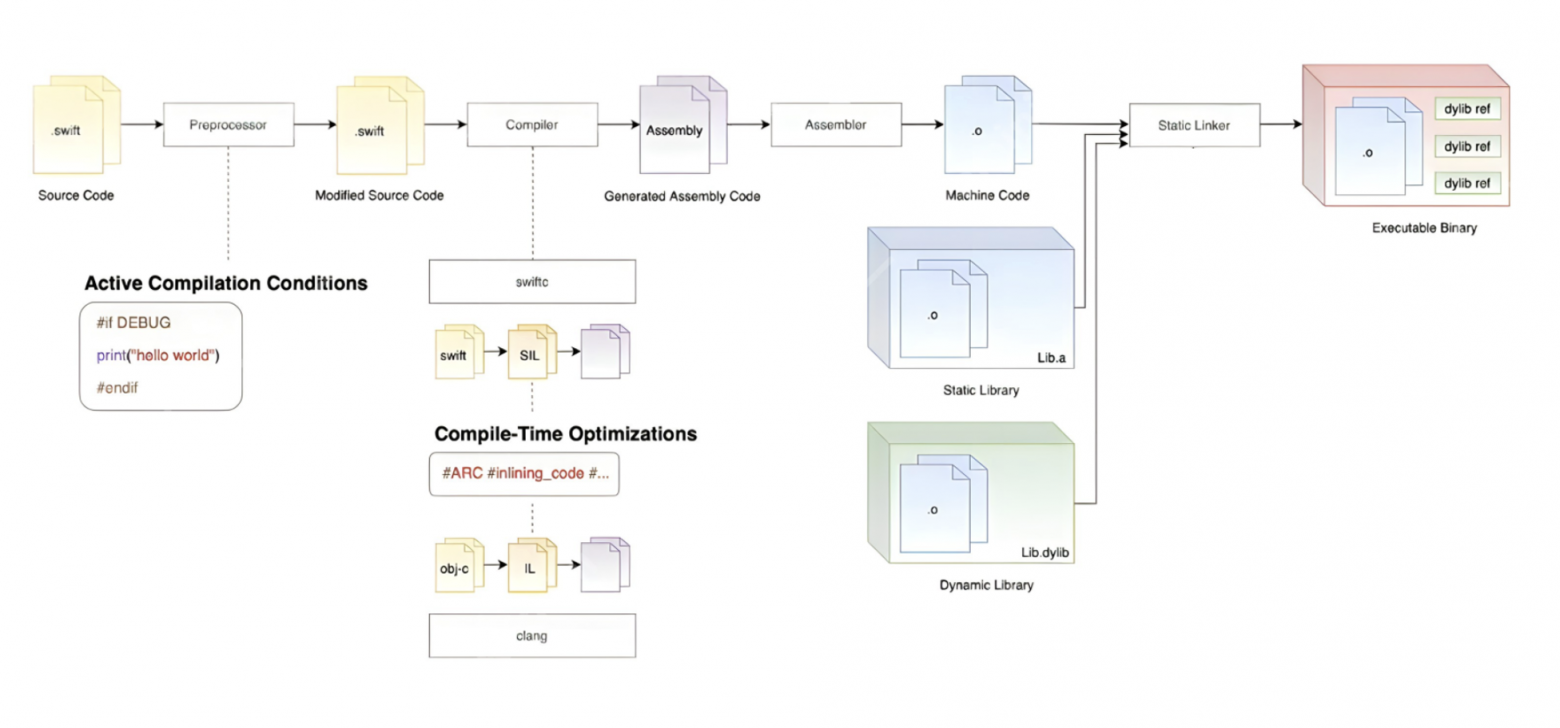 .swift
Preprocessor
.swift
Compiler
Assembly
Assembler
.o
Static Linker
.o
dylib ref
dylib ref
dylib ref
Source Code
Modified Source Code
Generated Assembly Code
Machine Code
Executable Binary
Active Compilation Conditions
#if DEBUG
print("hello world")
#endif
swiftc
swift
SIL
Compile-Time Optimizations
#ARC #inlining_code #...
obj-c
IL
clang
.o
Lib.a
Static Library
.o
Lib.dylib
Dynamic Library